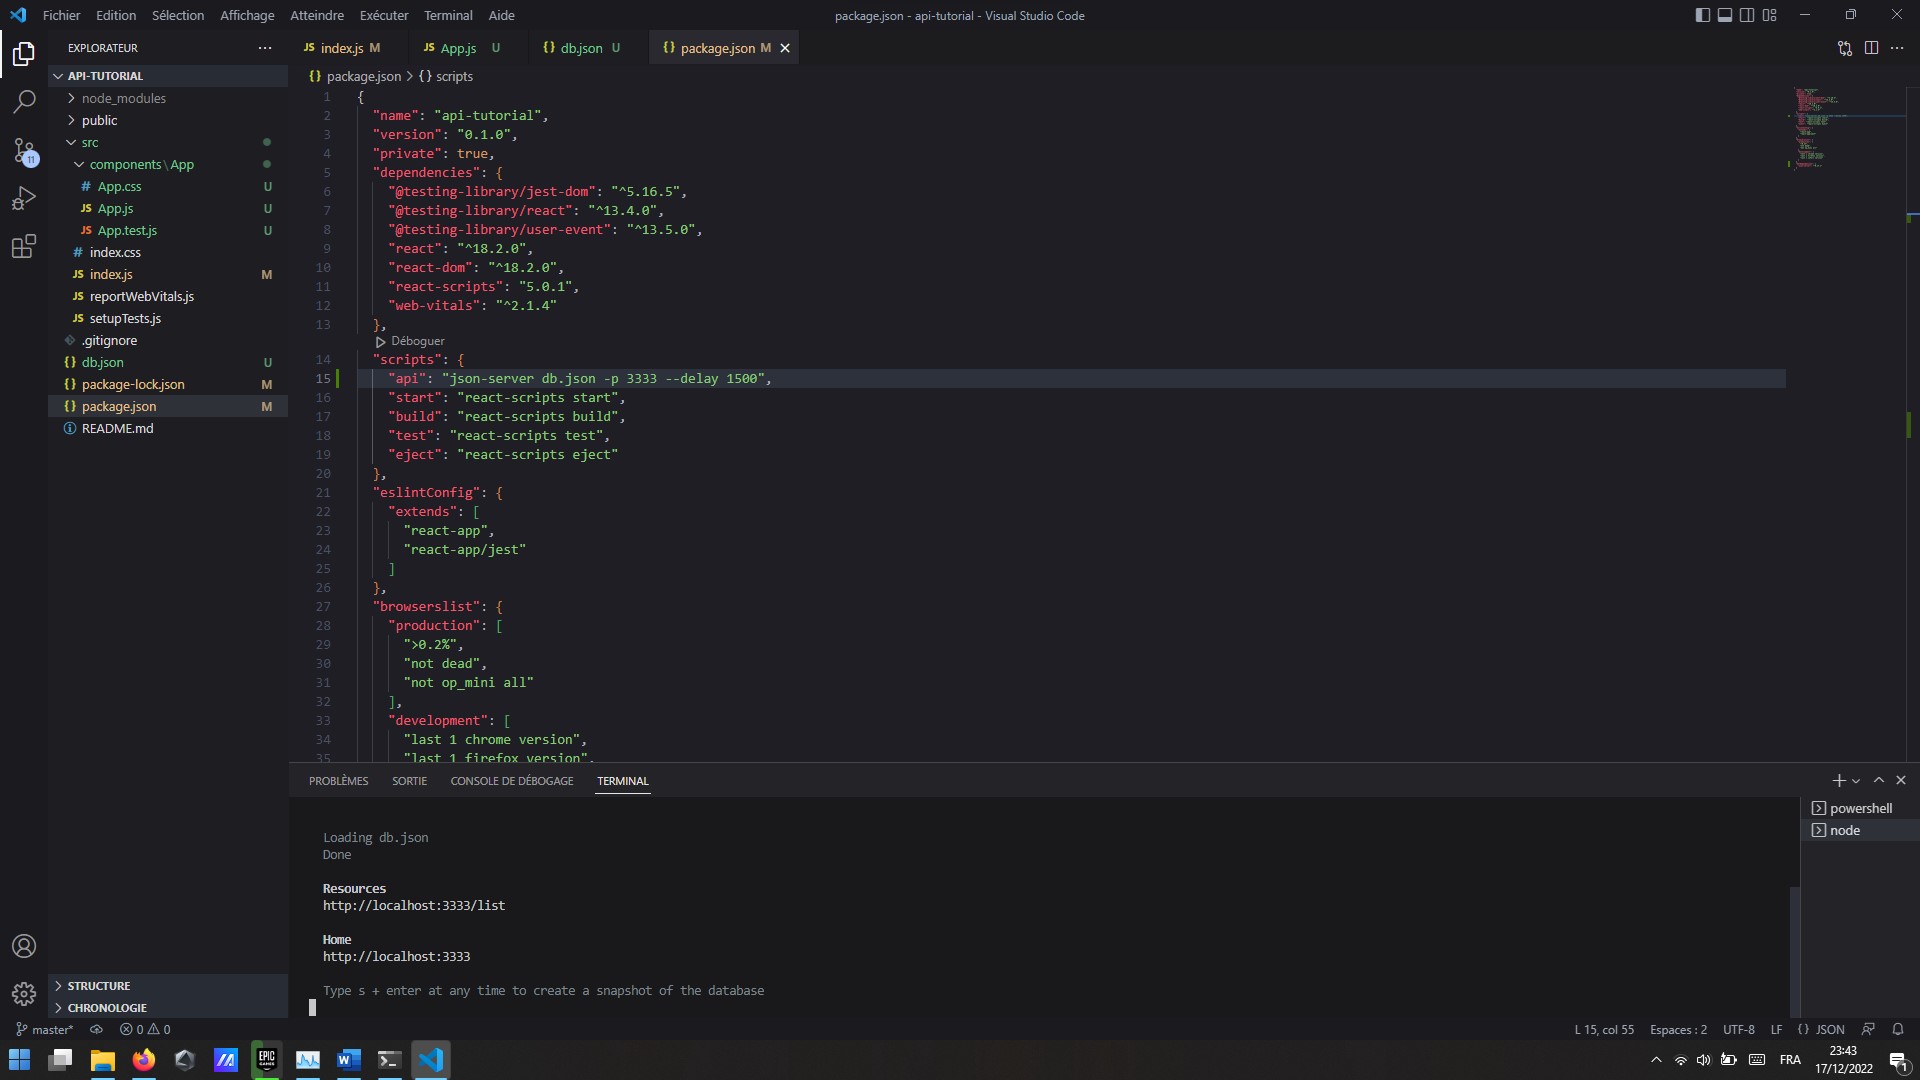 Fichier Edition Sélection Affichage Atteindre Exécuter Terminal Aide
package.json - api-tutorial - Visual Studio Code
EXPLORATEUR
API-TUTORIAL
node_modules
public
src
components\App
App.css U
App.js U
App.test.js U
index.css
index.js M
reportWebVitals.js
setupTests.js
.gitignore
db.json U
package-lock.json M
package.json M
README.md
STRUCTURE
CHRONOLOGIE
11
index.js M
App.js U
db.json U
package.json M
package.json > {} scripts
1 {
2 "name": "api-tutorial",
3 "version": "0.1.0",
4 "private": true,
5 "dependencies": {
6 "@testing-library/jest-dom": "^5.16.5",
7 "@testing-library/react": "^13.4.0",
8 "@testing-library/user-event": "^13.5.0",
9 "react": "^18.2.0",
10 "react-dom": "^18.2.0",
11 "react-scripts": "5.0.1",
12 "web-vitals": "^2.1.4"
13 },
Déboguer
14 "scripts": {
15 "api": "json-server db.json -p 3333 --delay 1500",
16 "start": "react-scripts start",
17 "build": "react-scripts build",
18 "test": "react-scripts test",
19 "eject": "react-scripts eject"
20 },
21 "eslintConfig": {
22 "extends": [
23 "react-app",
24 "react-app/jest"
25 ]
26 },
27 "browserslist": {
28 "production": [
29 ">0.2%",
30 "not dead",
31 "not op_mini all"
32 ],
33 "development": [
34 "last 1 chrome version",
35 "last 1 firefox version",
PROBLÈMES SORTIE CONSOLE DE DÉBOGAGE TERMINAL
Loading db.json
Done
Resources
http://localhost:3333/list
Home
http://localhost:3333
Type s + enter at any time to create a snapshot of the database
powershell
node
master* 0 0
L 15, col 55 Espaces : 2 UTF-8 LF {} JSON
EPIC GAMES
FRA
23:43
17/12/2022
1